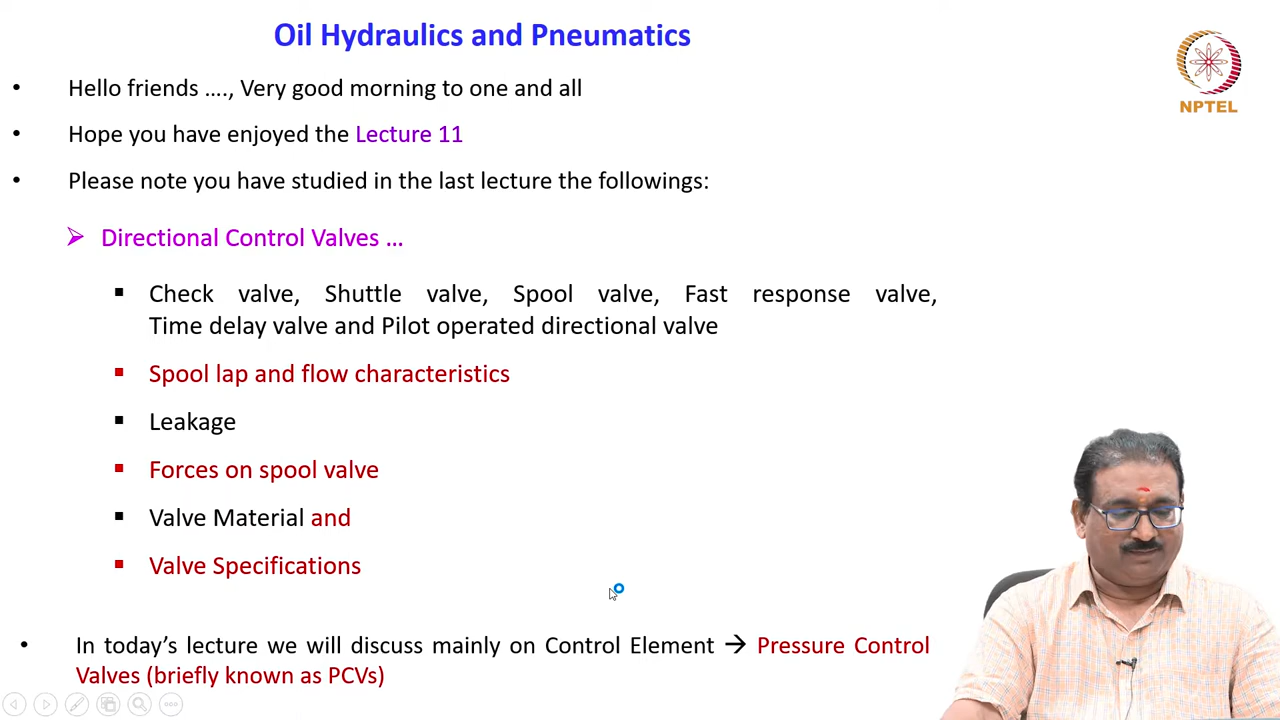 Oil Hydraulics and Pneumatics
• Hello friends …., Very good morning to one and all
• Hope you have enjoyed the Lecture 11
• Please note you have studied in the last lecture the followings:
➢ Directional Control Valves …
▪ Check valve, Shuttle valve, Spool valve, Fast response valve,
Time delay valve and Pilot operated directional valve
▪ Spool lap and flow characteristics
▪ Leakage
▪ Forces on spool valve
▪ Valve Material and
▪ Valve Specifications
• In today’s lecture we will discuss mainly on Control Element → Pressure Control
Valves (briefly known as PCVs)
NPTEL